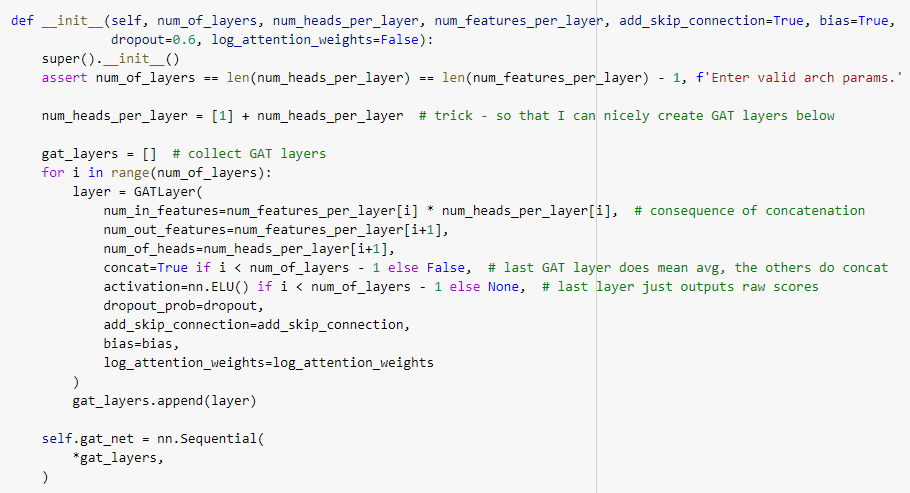 def __init__(self, num_of_layers, num_heads_per_layer, num_features_per_layer, add_skip_connection=True, bias=True,
             dropout=0.6, log_attention_weights=False):
    super().__init__()
    assert num_of_layers == len(num_heads_per_layer) == len(num_features_per_layer) - 1, f'Enter valid arch params.'

    num_heads_per_layer = [1] + num_heads_per_layer  # trick - so that I can nicely create GAT layers below

    gat_layers = []  # collect GAT layers
    for i in range(num_of_layers):
        layer = GATLayer(
            num_in_features=num_features_per_layer[i] * num_heads_per_layer[i],  # consequence of concatenation
            num_out_features=num_features_per_layer[i+1],
            num_of_heads=num_heads_per_layer[i+1],
            concat=True if i < num_of_layers - 1 else False,  # last GAT layer does mean avg, the others do concat
            activation=nn.ELU() if i < num_of_layers - 1 else None,  # last layer just outputs raw scores
            dropout_prob=dropout,
            add_skip_connection=add_skip_connection,
            bias=bias,
            log_attention_weights=log_attention_weights
        )
        gat_layers.append(layer)

    self.gat_net = nn.Sequential(
        *gat_layers,
    )